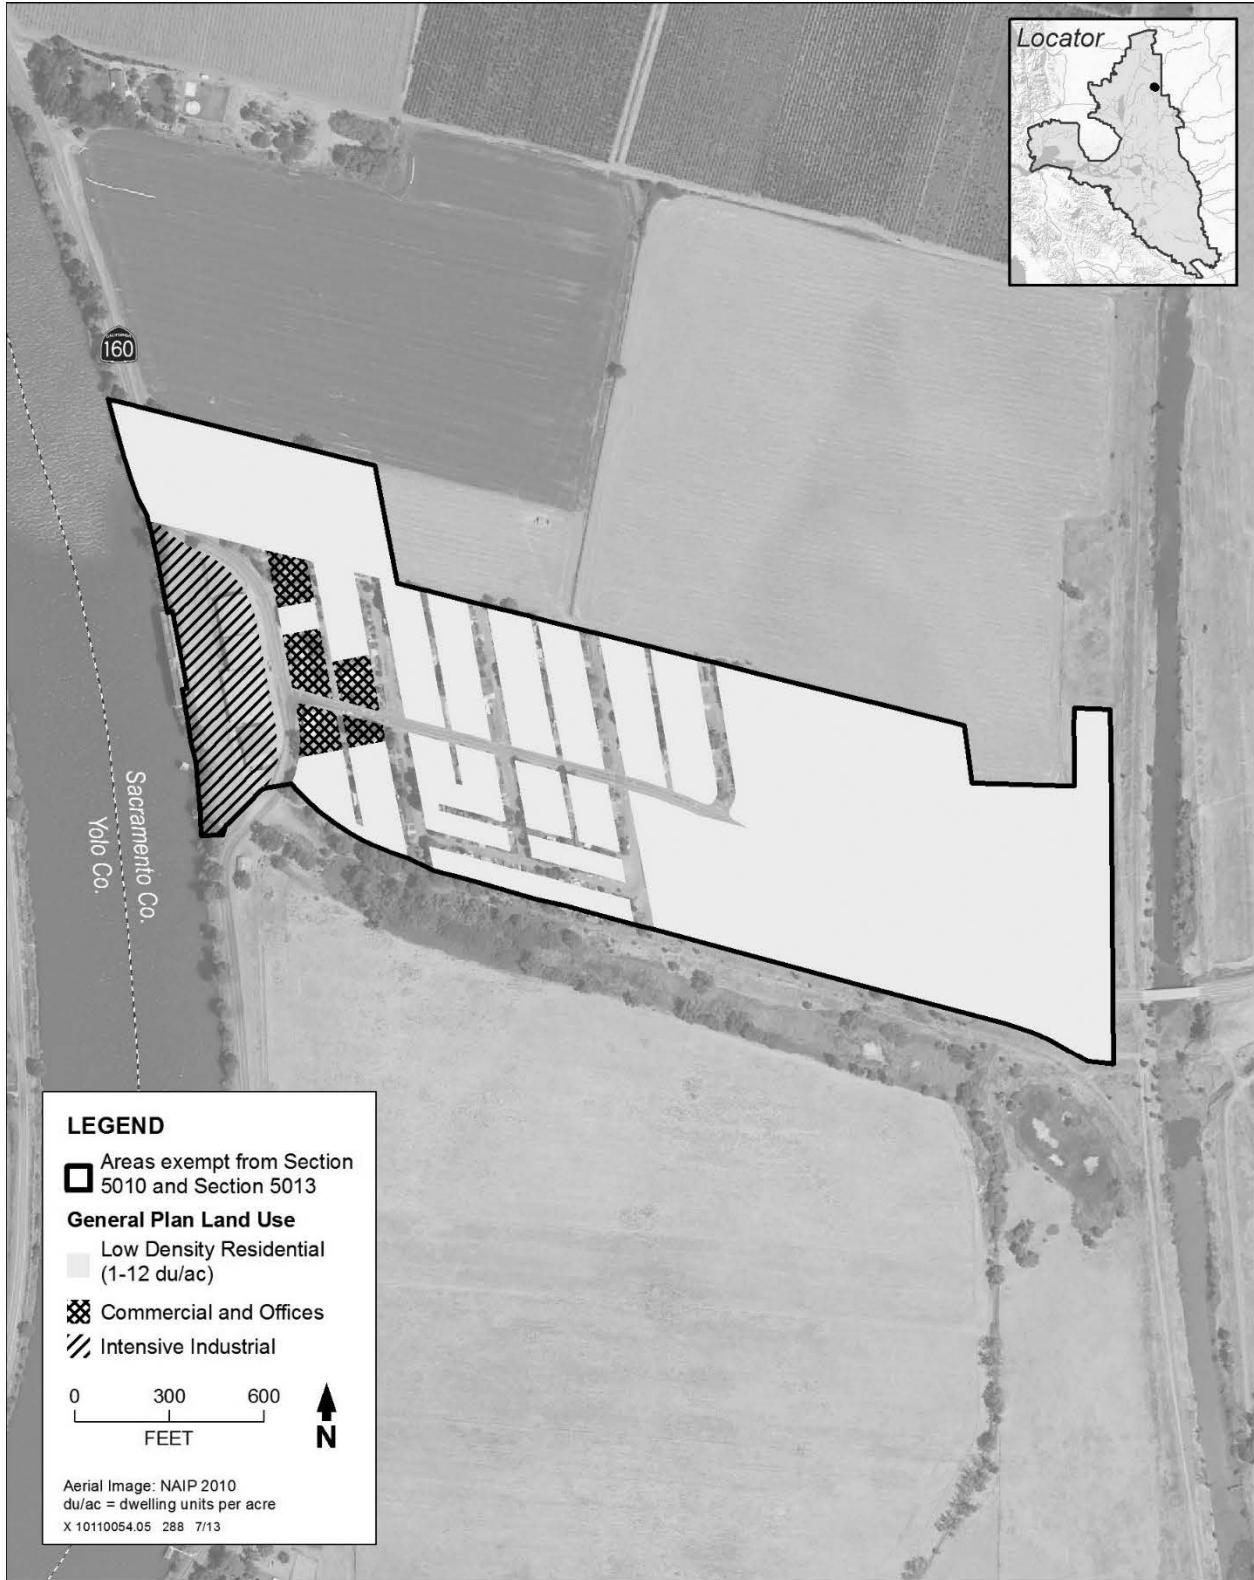 Locator
CALIFORNIA
160
Sacramento Co.
Yolo Co.
LEGEND
Areas exempt from Section
5010 and Section 5013
General Plan Land Use
Low Density Residential
(1-12 du/ac)
Commercial and Offices
Intensive Industrial
0 300 600
FEET
N
Aerial Image: NAIP 2010
du/ac = dwelling units per acre
X 10110054.05 288 7/13